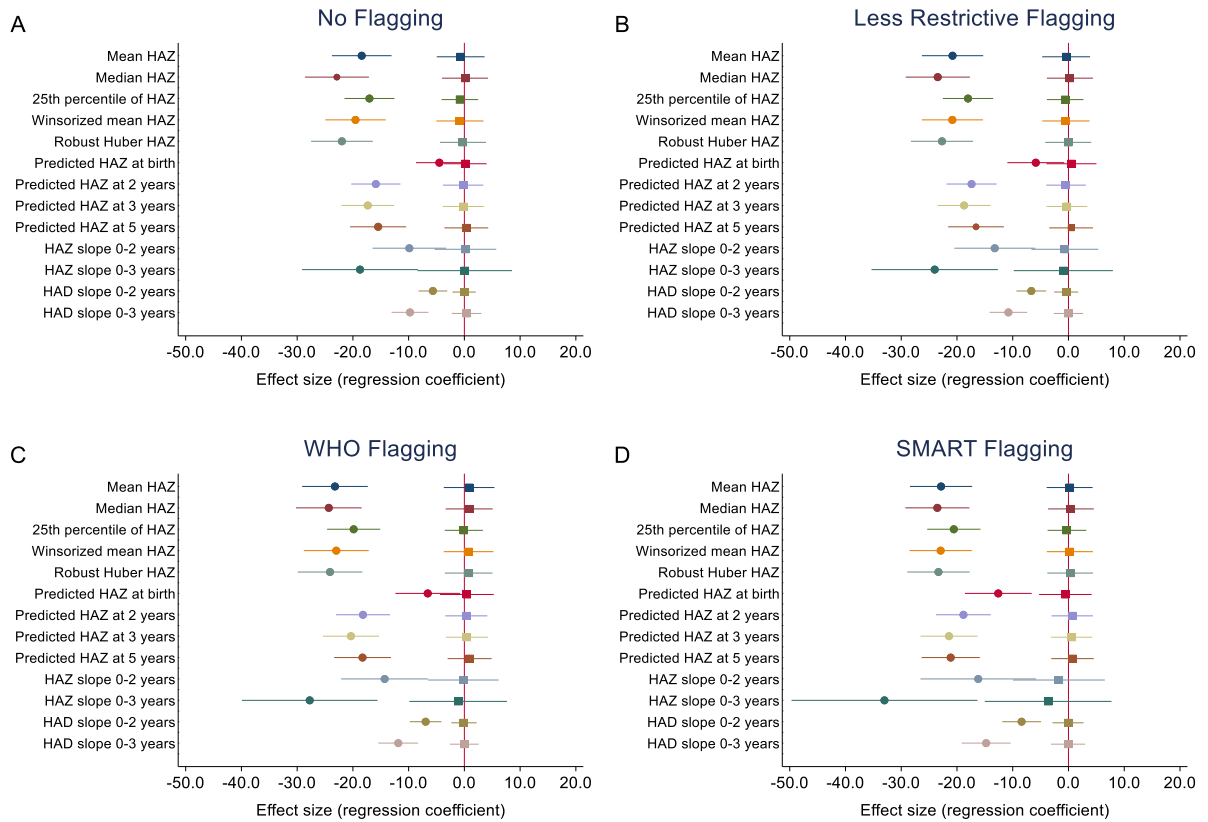 A
No Flagging
Mean HAZ
Median HAZ
25th percentile of HAZ
Winsorized mean HAZ
Robust Huber HAZ
Predicted HAZ at birth
Predicted HAZ at 2 years
Predicted HAZ at 3 years
Predicted HAZ at 5 years
HAZ slope 0-2 years
HAZ slope 0-3 years
HAD slope 0-2 years
HAD slope 0-3 years
-50.0 -40.0 -30.0 -20.0 -10.0 0.0 10.0 20.0
Effect size (regression coefficient)
B
Less Restrictive Flagging
Mean HAZ
Median HAZ
25th percentile of HAZ
Winsorized mean HAZ
Robust Huber HAZ
Predicted HAZ at birth
Predicted HAZ at 2 years
Predicted HAZ at 3 years
Predicted HAZ at 5 years
HAZ slope 0-2 years
HAZ slope 0-3 years
HAD slope 0-2 years
HAD slope 0-3 years
-50.0 -40.0 -30.0 -20.0 -10.0 0.0 10.0 20.0
Effect size (regression coefficient)
C
WHO Flagging
Mean HAZ
Median HAZ
25th percentile of HAZ
Winsorized mean HAZ
Robust Huber HAZ
Predicted HAZ at birth
Predicted HAZ at 2 years
Predicted HAZ at 3 years
Predicted HAZ at 5 years
HAZ slope 0-2 years
HAZ slope 0-3 years
HAD slope 0-2 years
HAD slope 0-3 years
-50.0 -40.0 -30.0 -20.0 -10.0 0.0 10.0 20.0
Effect size (regression coefficient)
D
SMART Flagging
Mean HAZ
Median HAZ
25th percentile of HAZ
Winsorized mean HAZ
Robust Huber HAZ
Predicted HAZ at birth
Predicted HAZ at 2 years
Predicted HAZ at 3 years
Predicted HAZ at 5 years
HAZ slope 0-2 years
HAZ slope 0-3 years
HAD slope 0-2 years
HAD slope 0-3 years
-50.0 -40.0 -30.0 -20.0 -10.0 0.0 10.0 20.0
Effect size (regression coefficient)